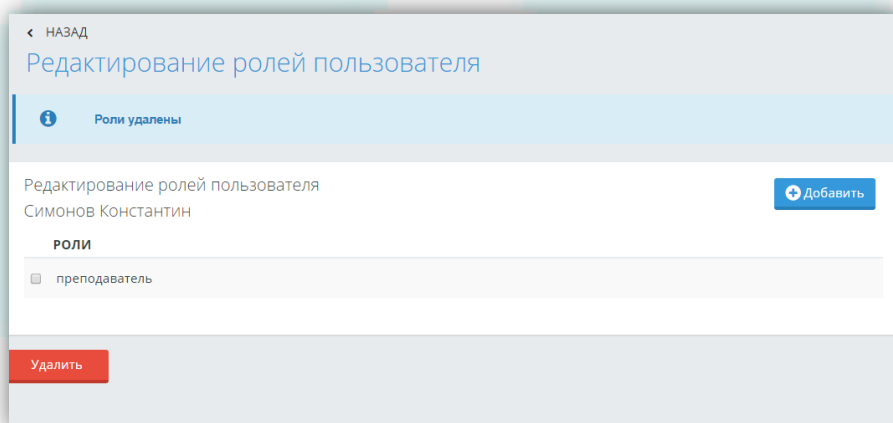 НАЗАД
Редактирование ролей пользователя
Роли удалены
Редактирование ролей пользователя
Симонов Константин
Добавить
РОЛИ
преподаватель
Удалить